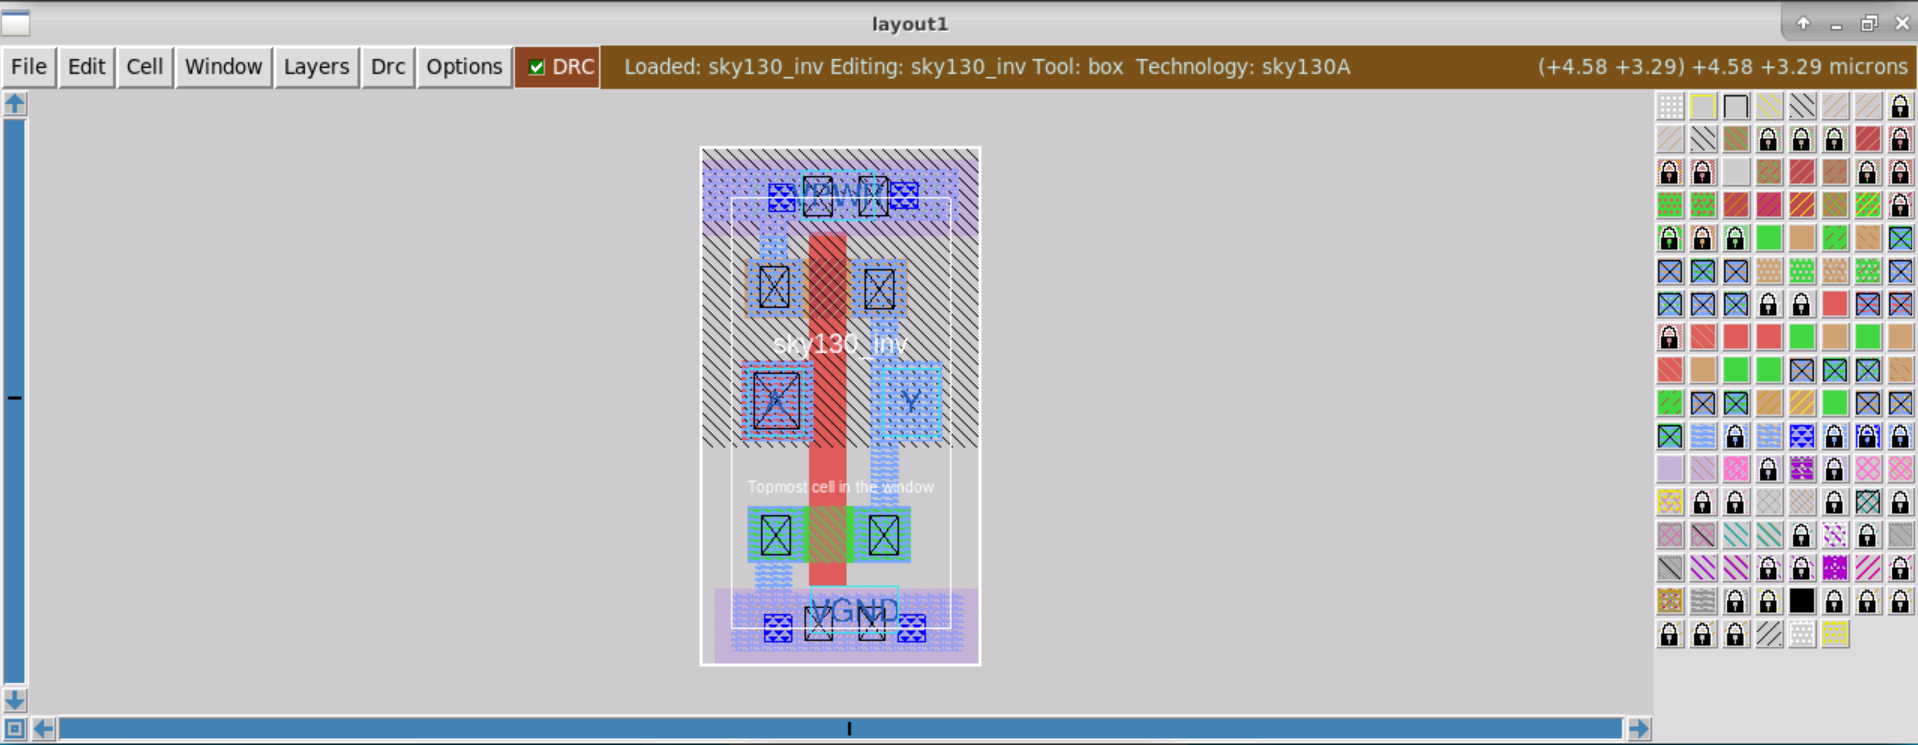 layout1
File Edit Cell Window Layers Drc Options DRC Loaded: sky130_inv Editing: sky130_inv Tool: box Technology: sky130A (+4.58 +3.29) +4.58 +3.29 microns
VPWR
sky130_inv
A Y
Topmost cell in the window
VGND